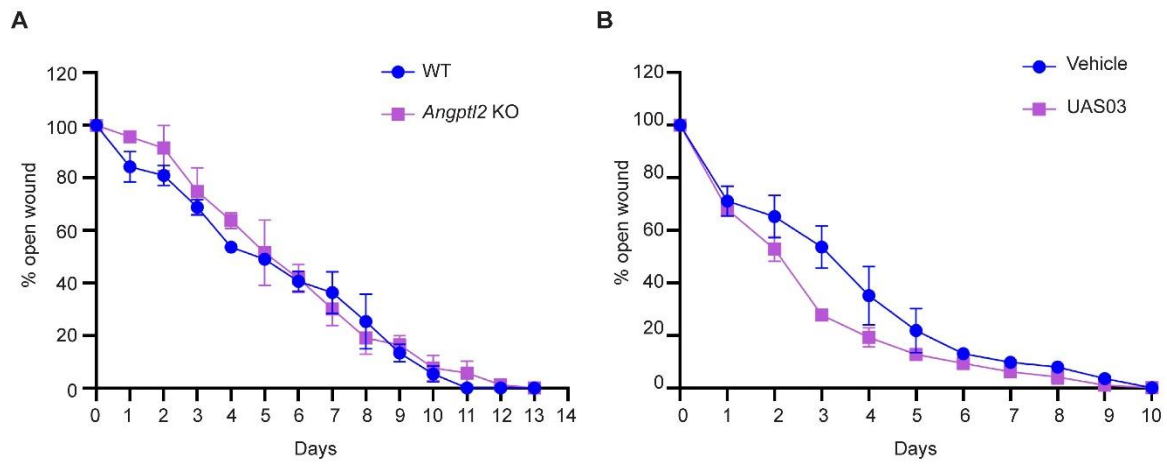 A
WT
Angptl2 KO
% open wound
120
100
80
60
40
20
0
0 1 2 3 4 5 6 7 8 9 10 11 12 13 14
Days
B
Vehicle
UAS03
% open wound
120
100
80
60
40
20
0
0 1 2 3 4 5 6 7 8 9 10
Days